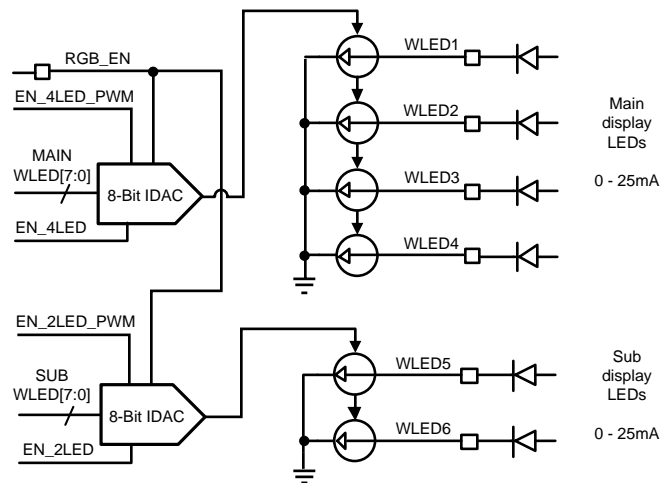 RGB_EN
EN_4LED_PWM
MAIN
WLED[7:0]
8-Bit IDAC
EN_4LED
WLED1
WLED2
WLED3
WLED4
Main
display
LEDs
0 - 25mA
EN_2LED_PWM
SUB
WLED[7:0]
8-Bit IDAC
EN_2LED
WLED5
WLED6
Sub
display
LEDs
0 - 25mA